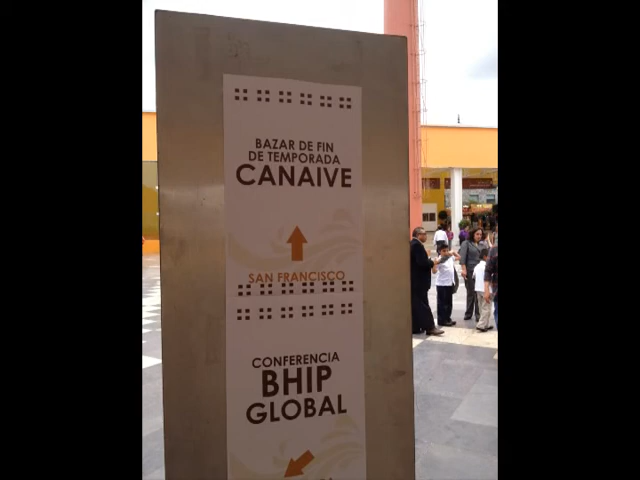 BAZAR DE FIN
DE TEMPORADA
CANAIVE
SAN FRANCISCO
CONFERENCIA
BHIP
GLOBAL